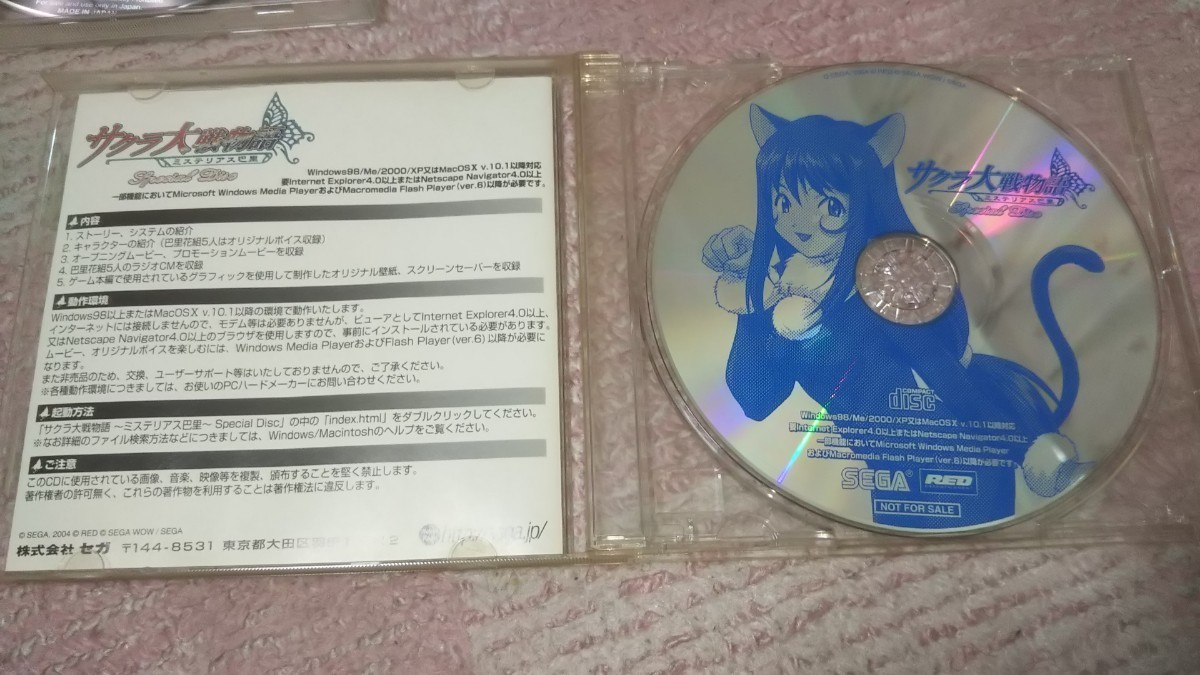 For sale and use only in Japan.
MADE IN JAPAN
サクラ大戦物語
ミステリアス巴里
Special Disc
Windows98/Me/2000/XP又はMacOSX v.10.1以降対応
要Internet Explorer4.0以上またはNetscape Navigator4.0以上
一部機能においてMicrosoft Windows Media PlayerおよびMacromedia Flash Player(ver.6)以降が必要です。
内容
1. ストーリー、システムの紹介
2. キャラクターの紹介(巴里花組5人はオリジナルボイス収録)
3. オープニングムービー、プロモーションムービーを収録
4. 巴里花組5人のラジオCMを収録
5. ゲーム本編で使用されているグラフィックを使用して制作したオリジナル壁紙、スクリーンセーバーを収録
動作環境
Windows98以上またはMacOSX v.10.1以降の環境で動作いたします。
インターネットには接続しませんので、モデム等は必要ありませんが、ビューアとしてInternet Explorer4.0以上、
又はNetscape Navigator4.0以上のブラウザを使用しますので、事前にインストールされている必要があります。
ムービー、オリジナルボイスを楽しむには、Windows Media PlayerおよびFlash Player(ver.6)以降が必要に
なります。
また非売品のため、交換、ユーザーサポート等はいたしておりませんので、ご了承ください。
※各種動作環境につきましては、お使いのPCハードメーカーにお問い合わせください。
起動方法
「サクラ大戦物語 ~ミステリアス巴里~ Special Disc」の中の「index.html」をダブルクリックしてください。
※なお詳細のファイル検索方法などにつきましては、Windows/Macintoshのヘルプをご覧ください。
ご注意
このCDに使用されている画像、音楽、映像等を複製、頒布することを堅く禁止します。
著作権者の許可無く、これらの著作物を利用することは著作権法に違反します。
© SEGA, 2004 © RED © SEGA WOW / SEGA
株式会社 セガ 〒144-8531 東京都大田区
サクラ大戦物語
ミステリアス巴里
Special Disc
COMPACT
disc
Windows98/Me/2000/XP又はMacOSX v.10.1以降対応
要Internet Explorer4.0以上またはNetscape Navigator4.0以上
一部機能においてMicrosoft Windows Media Player
およびMacromedia Flash Player(ver.6)以降が必要です。
SEGA® RED
NOT FOR SALE